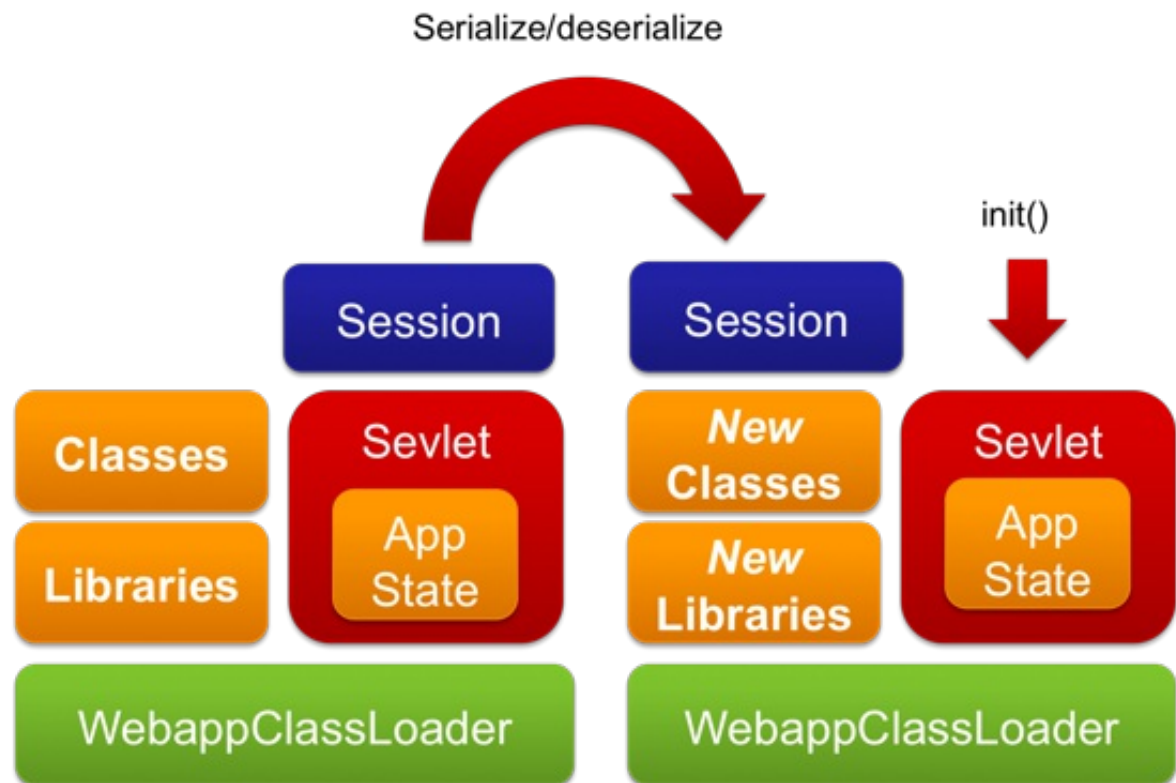 Serialize/deserialize
init()
Session
Session
Classes
Libraries
Sevlet
App
State
New
Classes
New
Libraries
Sevlet
App
State
WebappClassLoader
WebappClassLoader